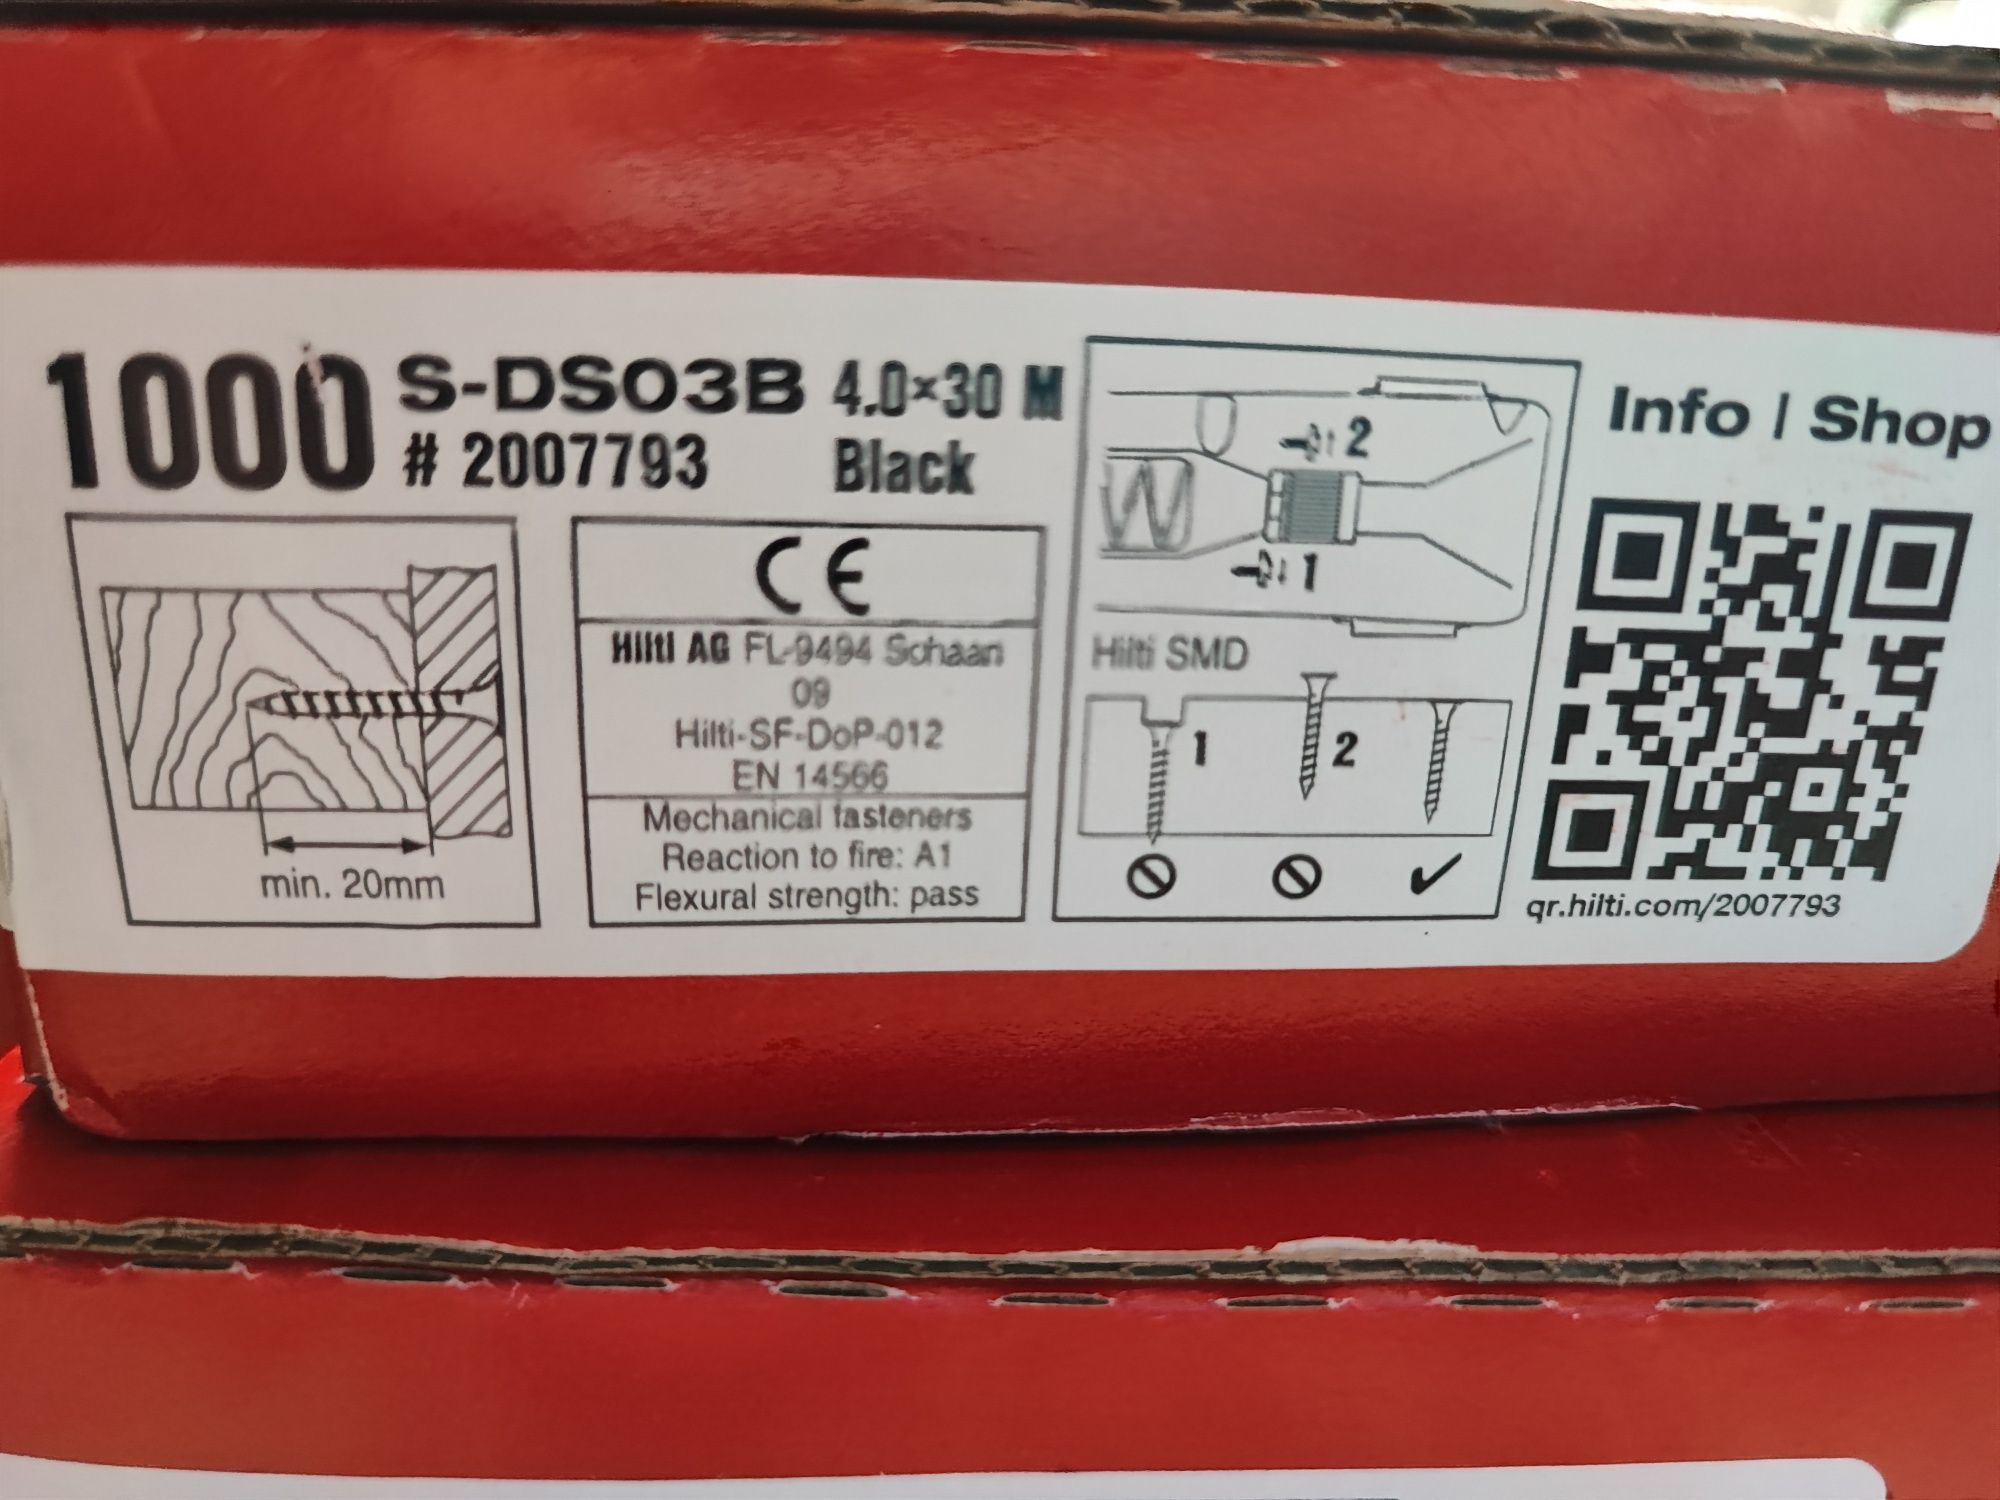 1000 S-DS03B 4.0×30 M
# 2007793 Black
min. 20mm
CE
Hilti AG FL-9494 Schaan
09
Hilti-SF-DoP-012
EN 14566
Mechanical fasteners
Reaction to fire: A1
Flexural strength: pass
2
1
Hilti SMD
1 2
Info | Shop
qr.hilti.com/2007793